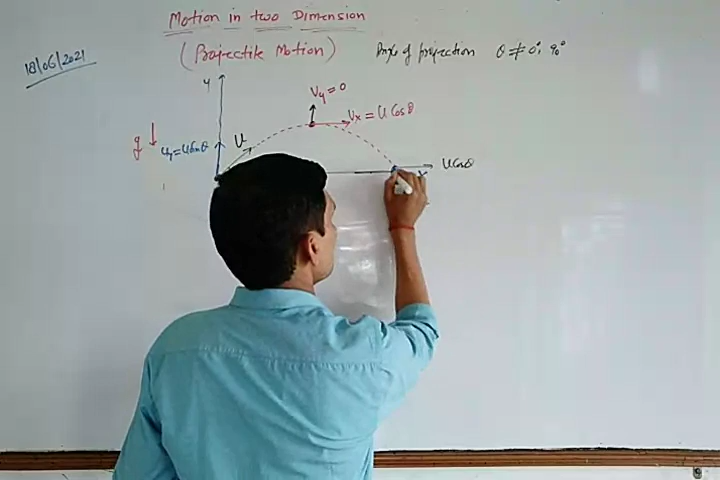 Motion in two Dimension
(Projectile Motion)
Angle of projection θ ≠ 0°, 90°
18/06/2021
y
Vy = 0
Vx = U Cosθ
g ↓
Uy = U Sinθ
U
U Cosθ
x